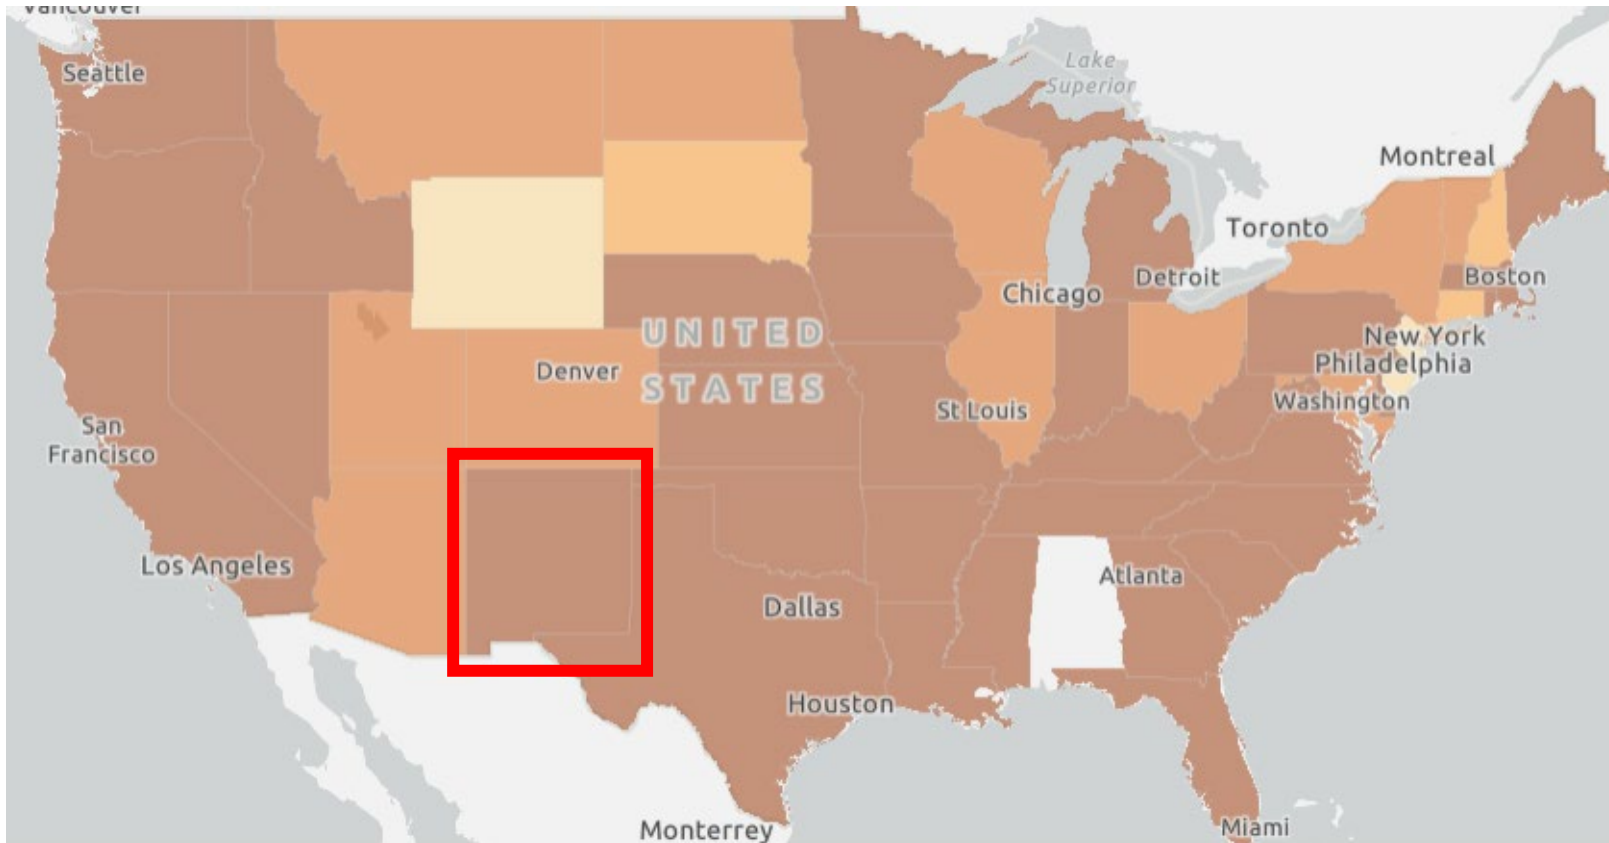 Vancouver
Seattle
Lake
Superior
Montreal
Toronto
Boston
Detroit
Chicago
UNITED
STATES
New York
Philadelphia
Denver
Washington
St Louis
San
Francisco
Los Angeles
Atlanta
Dallas
Houston
Monterrey
Miami